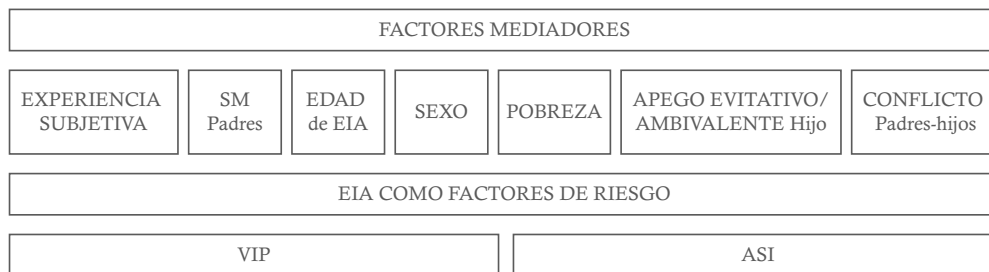 FACTORES MEDIADORES
EXPERIENCIA
SUBJETIVA
SM
Padres
EDAD
de EIA
SEXO
POBREZA
APEGO EVITATIVO/
AMBIVALENTE Hijo
CONFLICTO
Padres-hijos
EIA COMO FACTORES DE RIESGO
VIP
ASI